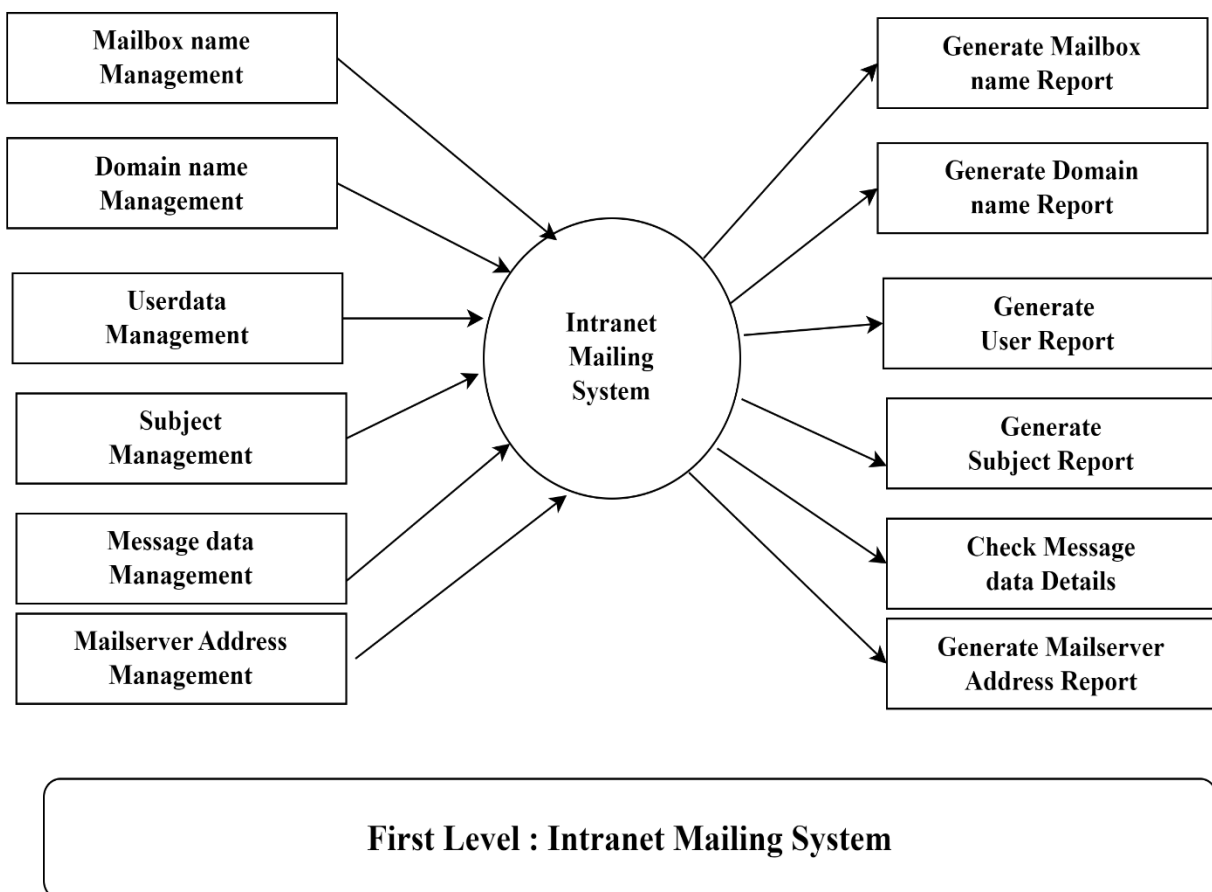 Mailbox name
Management
Domain name
Management
Userdata
Management
Subject
Management
Message data
Management
Mailserver Address
Management
Intranet
Mailing
System
Generate Mailbox
name Report
Generate Domain
name Report
Generate
User Report
Generate
Subject Report
Check Message
data Details
Generate Mailserver
Address Report
First Level : Intranet Mailing System